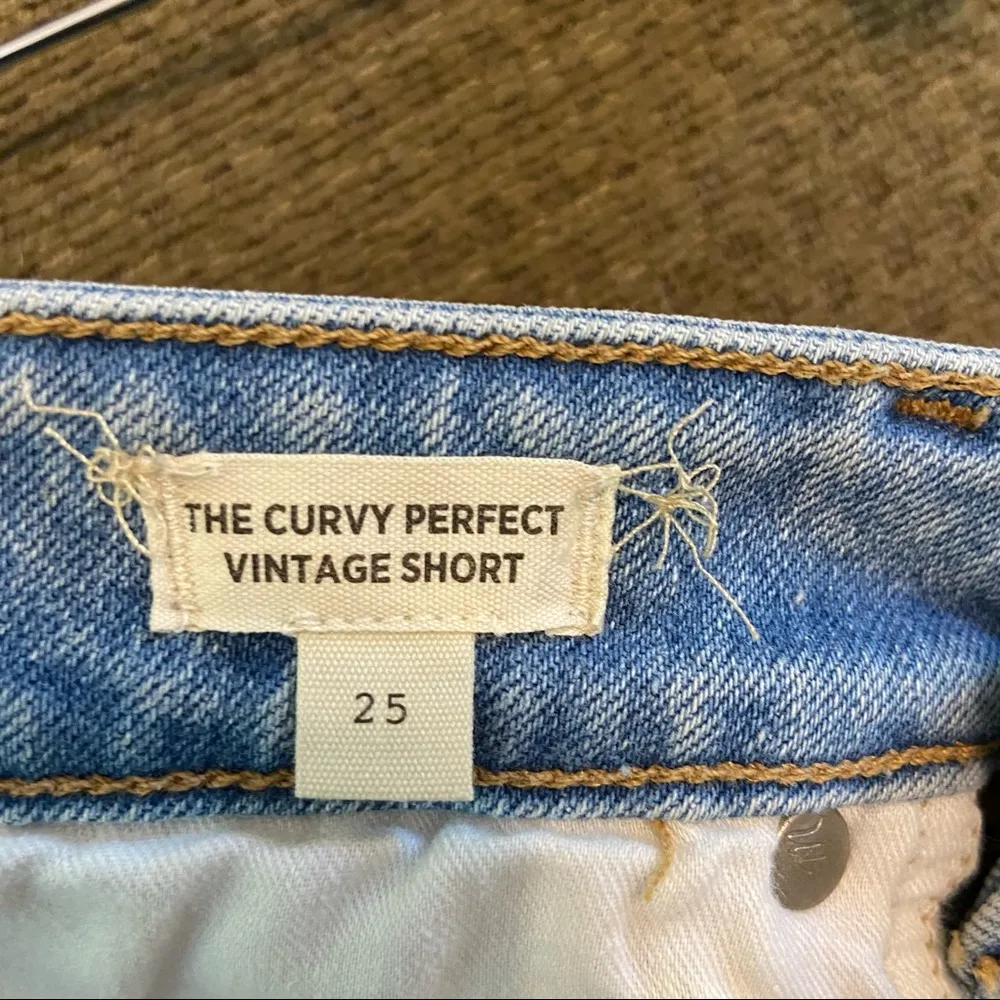 THE CURVY PERFECT
VINTAGE SHORT
25